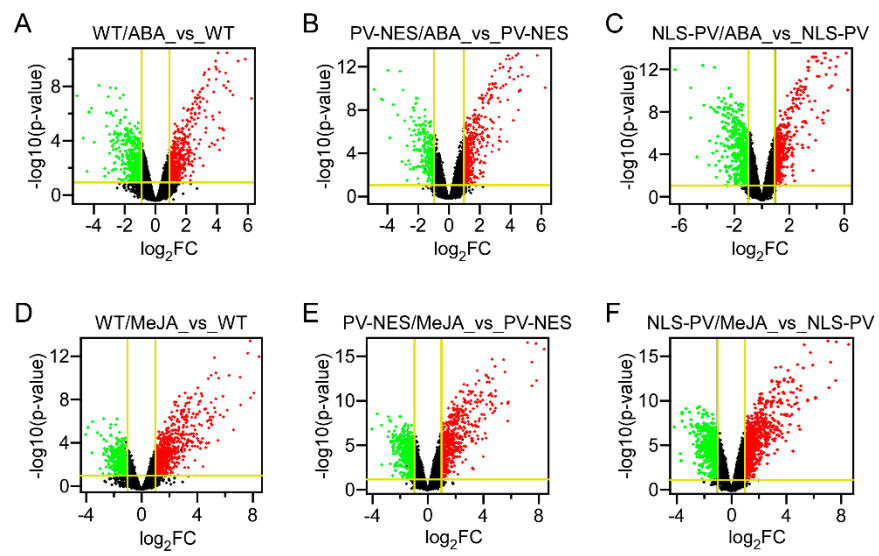 A
WT/ABA_vs_WT
-log10(p-value)
8
4
0
-4 -2 0 2 4 6
log2FC
B
PV-NES/ABA_vs_PV-NES
-log10(p-value)
12
8
4
0
-4 -2 0 2 4 6
log2FC
C
NLS-PV/ABA_vs_NLS-PV
-log10(p-value)
12
8
4
0
-6 -2 2 6
log2FC
D
WT/MeJA_vs_WT
-log10(p-value)
12
8
4
0
-4 0 4 8
log2FC
E
PV-NES/MeJA_vs_PV-NES
-log10(p-value)
15
10
5
0
-4 0 4 8
log2FC
F
NLS-PV/MeJA_vs_NLS-PV
-log10(p-value)
15
10
5
0
-4 0 4 8
log2FC